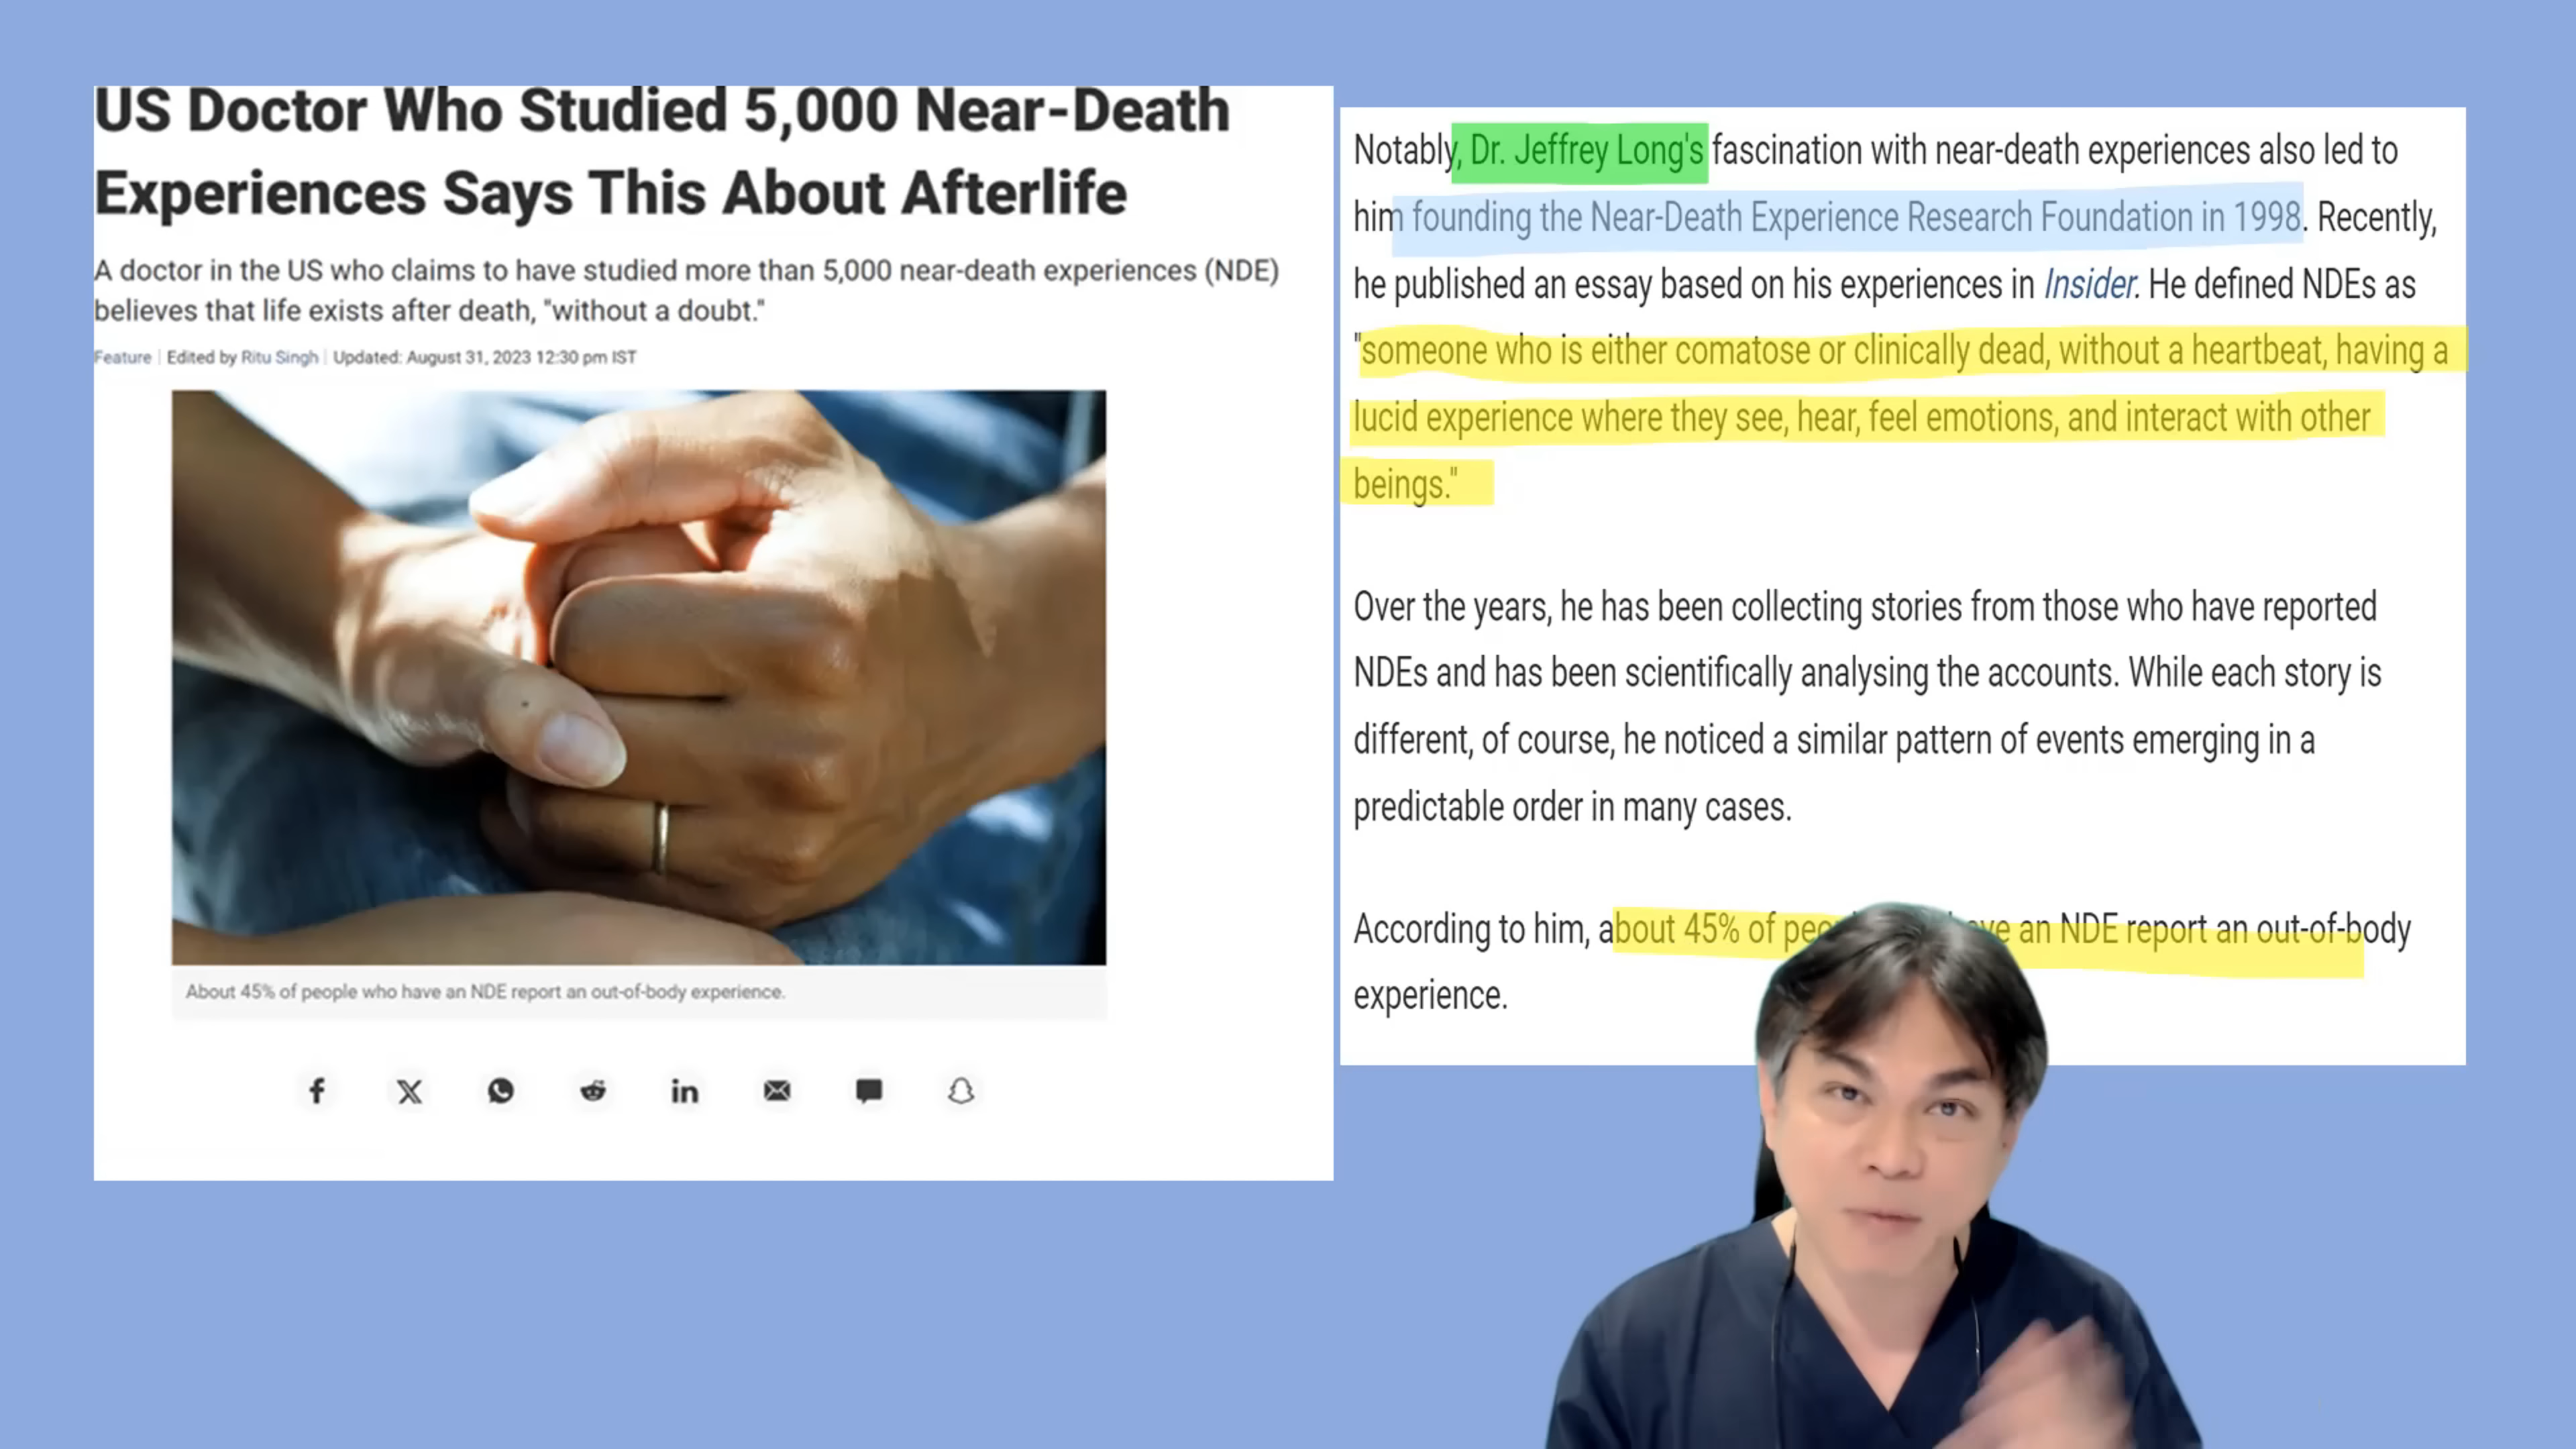 US Doctor Who Studied 5,000 Near-Death
Experiences Says This About Afterlife
A doctor in the US who claims to have studied more than 5,000 near-death experiences (NDE)
believes that life exists after death, "without a doubt."
Feature | Edited by Ritu Singh | Updated: August 31, 2023 12:30 pm IST
About 45% of people who have an NDE report an out-of-body experience.
Notably, Dr. Jeffrey Long's fascination with near-death experiences also led to
him founding the Near-Death Experience Research Foundation in 1998. Recently,
he published an essay based on his experiences in Insider. He defined NDEs as
"someone who is either comatose or clinically dead, without a heartbeat, having a
lucid experience where they see, hear, feel emotions, and interact with other
beings."
Over the years, he has been collecting stories from those who have reported
NDEs and has been scientifically analysing the accounts. While each story is
different, of course, he noticed a similar pattern of events emerging in a
predictable order in many cases.
According to him, about 45% of an NDE report an out-of-body
experience.